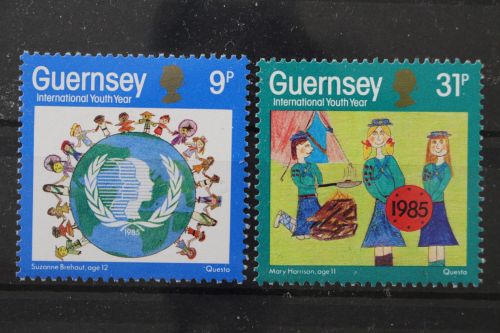 Guernsey 9P
International Youth Year
1985
Suzanne Brehaut, age 12 Questa
Guernsey 31P
International Youth Year
1985
Mary Harrison, age 11 Questa